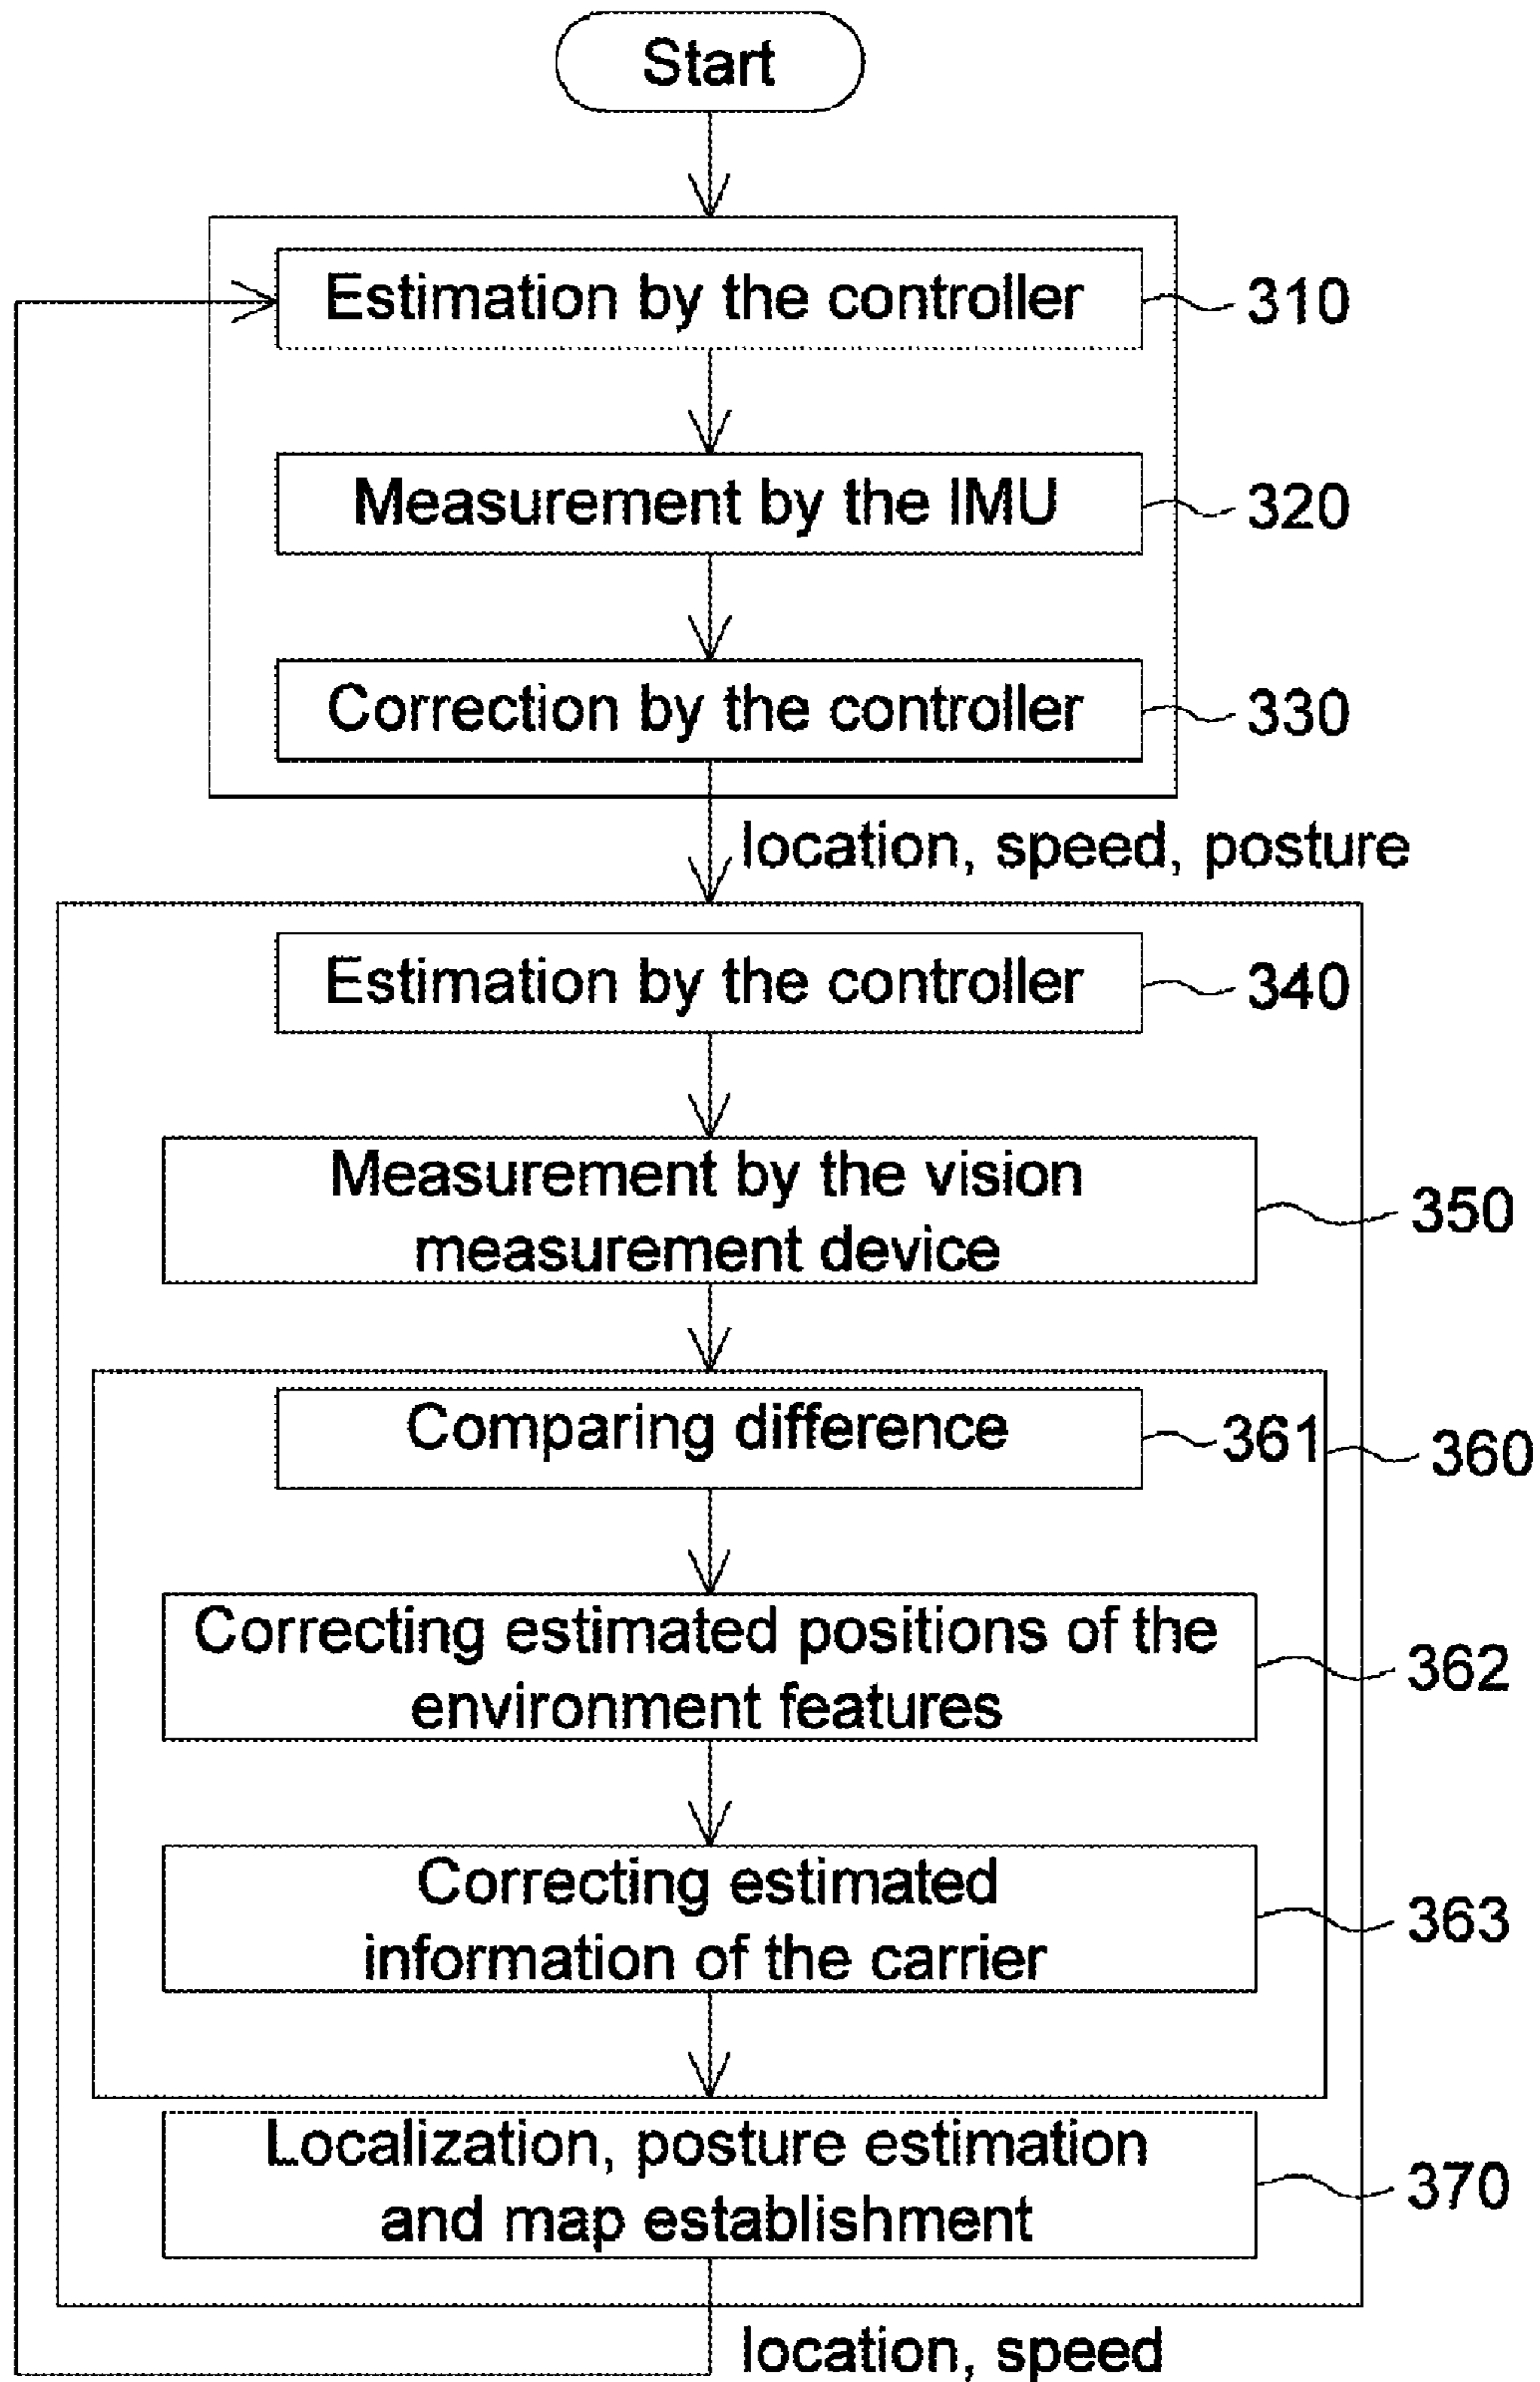 Start
Estimation by the controller
310
Measurement by the IMU
320
Correction by the controller
330
location, speed, posture
Estimation by the controller
340
Measurement by the vision
measurement device
350
Comparing difference
361
360
Correcting estimated positions of the
environment features
362
Correcting estimated
information of the carrier
363
Localization, posture estimation
and map establishment
370
location, speed